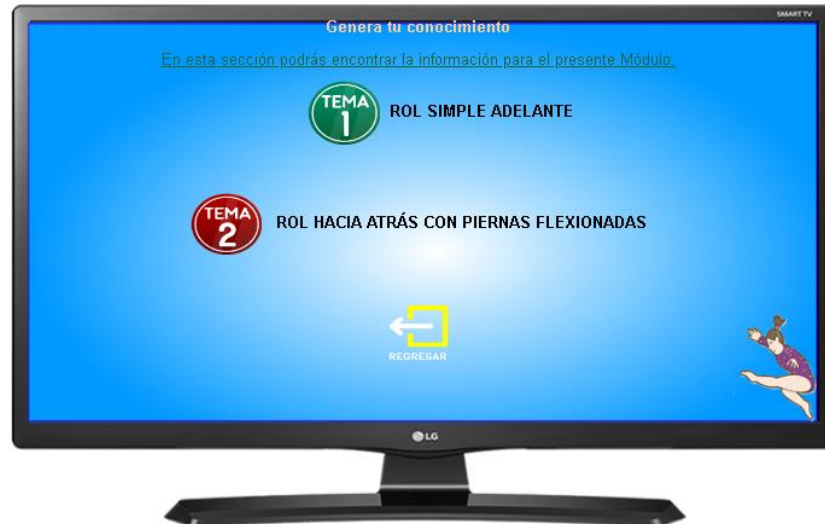 SMART TV
Genera tu conocimiento
En esta sección podrás encontrar la información para el presente Módulo.
TEMA
1
ROL SIMPLE ADELANTE
TEMA
2
ROL HACIA ATRÁS CON PIERNAS FLEXIONADAS
REGRESAR
LG